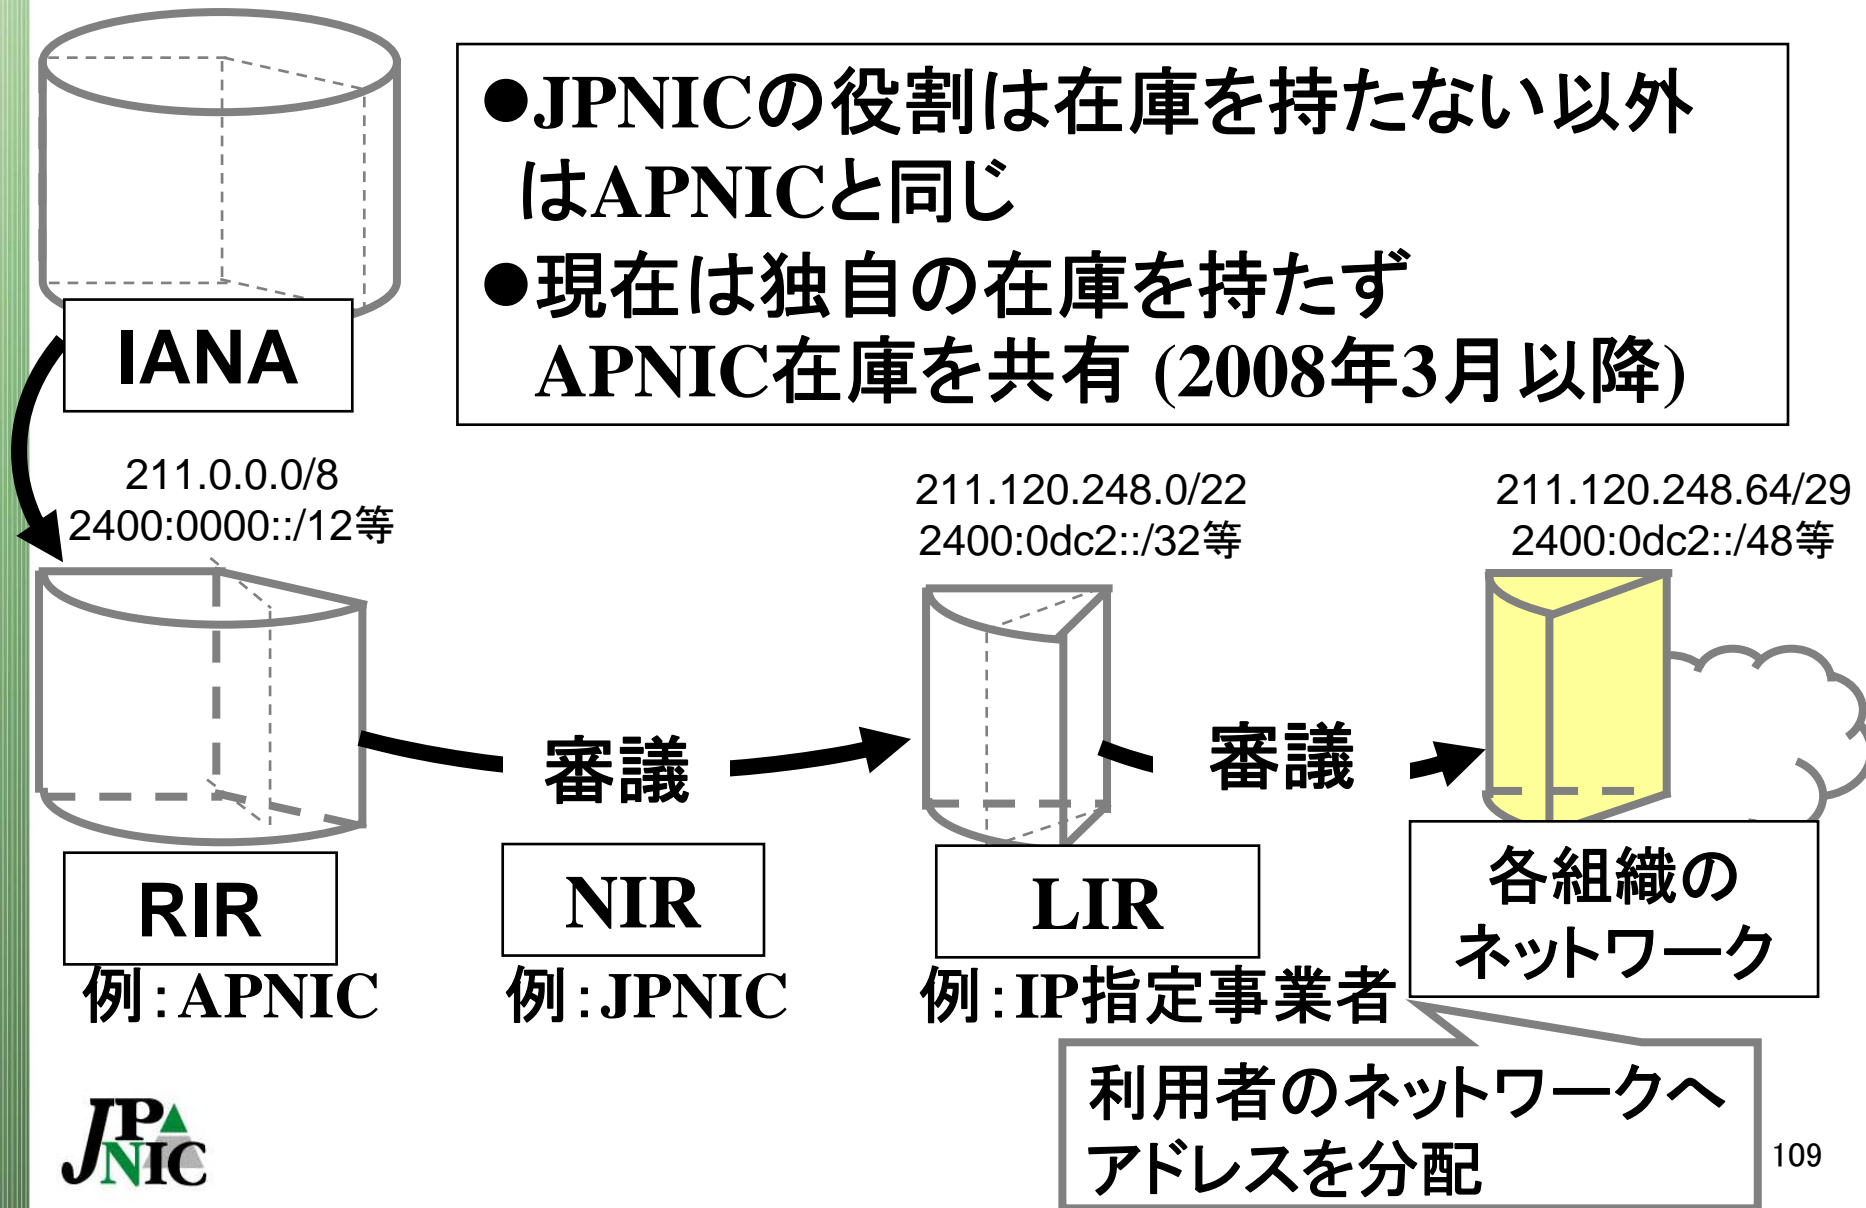 ●JPNICの役割は在庫を持たない以外
はAPNICと同じ
●現在は独自の在庫を持たず
APNIC在庫を共有 (2008年3月以降)
IANA
211.0.0.0/8
2400:0000::/12等
211.120.248.0/22
2400:0dc2::/32等
211.120.248.64/29
2400:0dc2::/48等
審議
審議
RIR
例：APNIC
NIR
例：JPNIC
LIR
例：IP指定事業者
各組織の
ネットワーク
利用者のネットワークへ
アドレスを分配
JPNIC
109